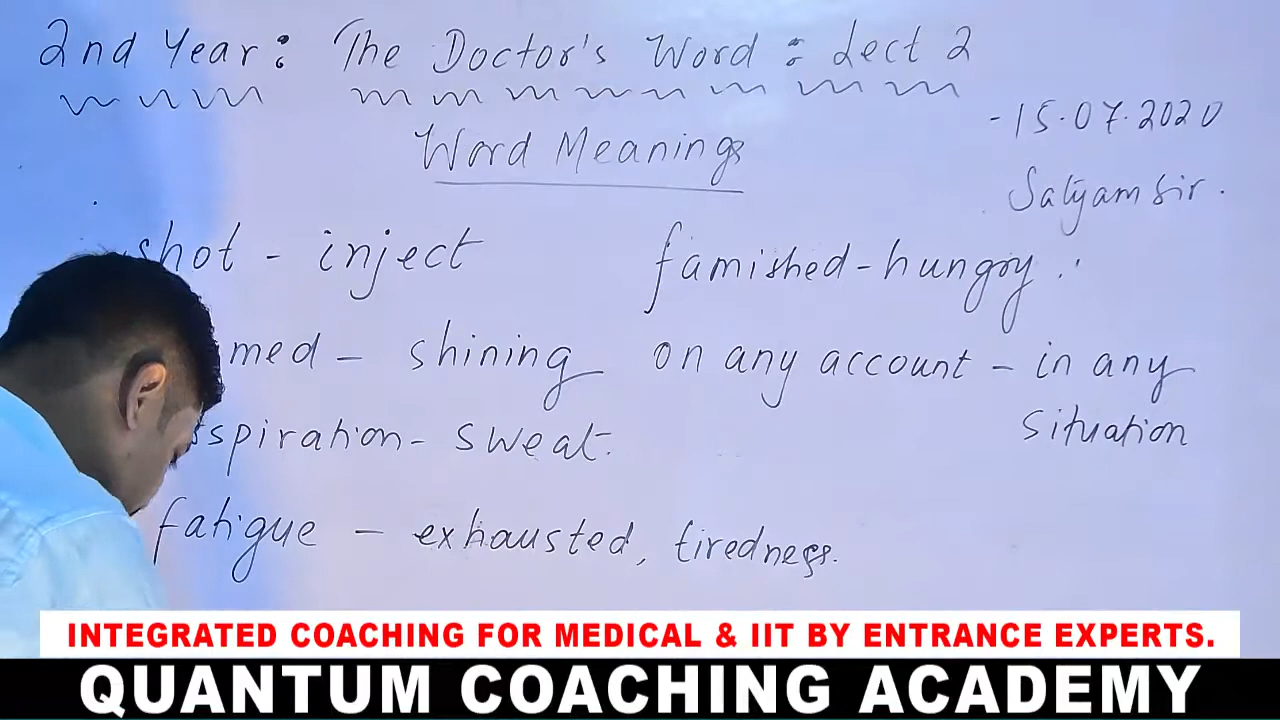 2nd Year : The Doctor's Word : Lect 2
- 15.07.2020
Word Meanings
Satyam Sir.
shot - inject
famished - hungry.
med - shining
on any account - in any
situation
spiration - sweat.
fatigue - exhausted, tiredness.
INTEGRATED COACHING FOR MEDICAL & IIT BY ENTRANCE EXPERTS.
QUANTUM COACHING ACADEMY